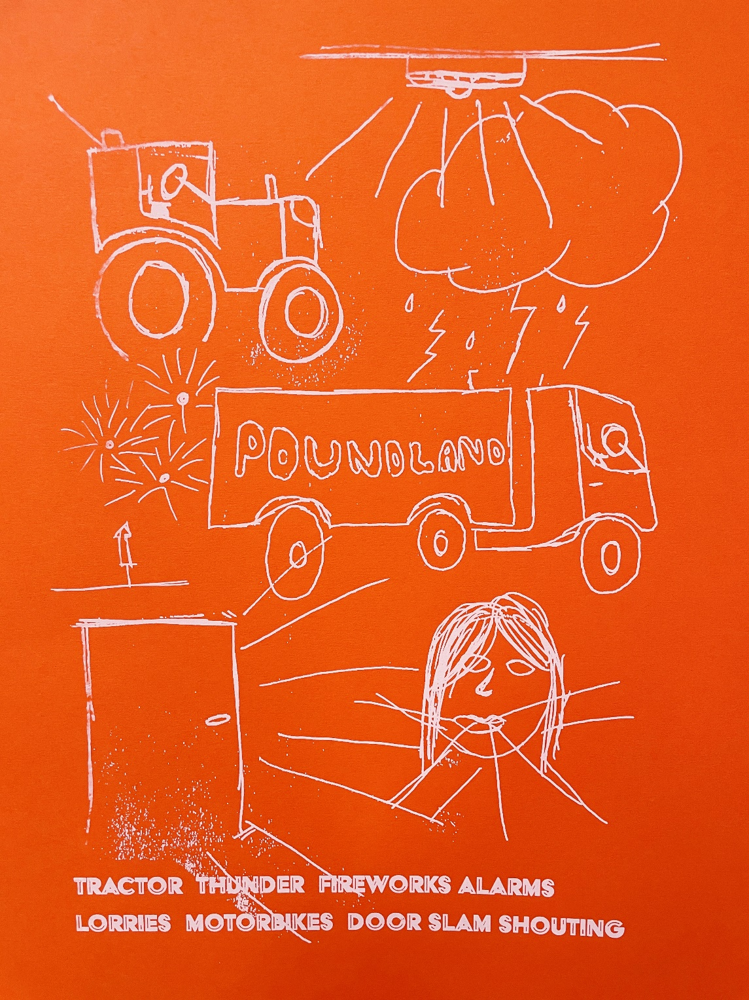 POUNDLAND
TRACTOR THUNDER FIREWORKS ALARMS
LORRIES MOTORBIKES DOOR SLAM SHOUTING